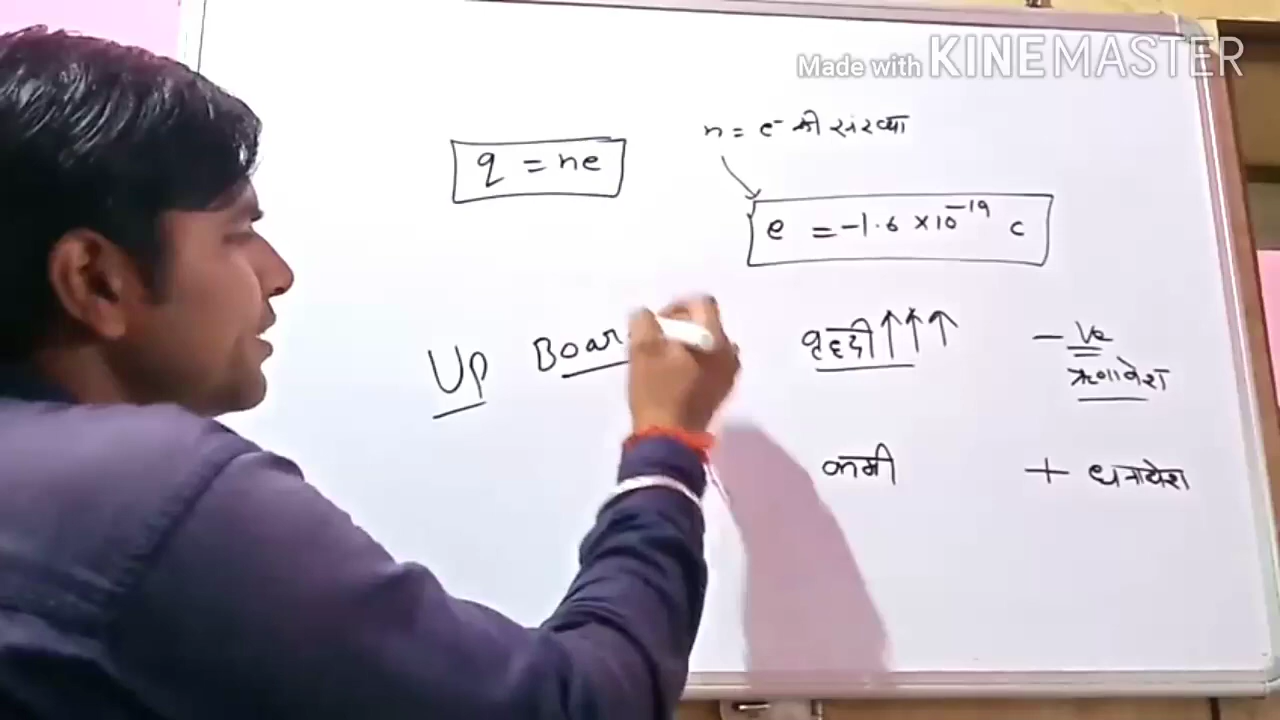 Made with KINEMASTER
n = e⁻ की संख्या
q = ne
e = -1.6 × 10⁻¹⁹ C
वृद्दी ↑↑↑ - Ve
ऋणावेश
Up Boar
कमी + धनावेश